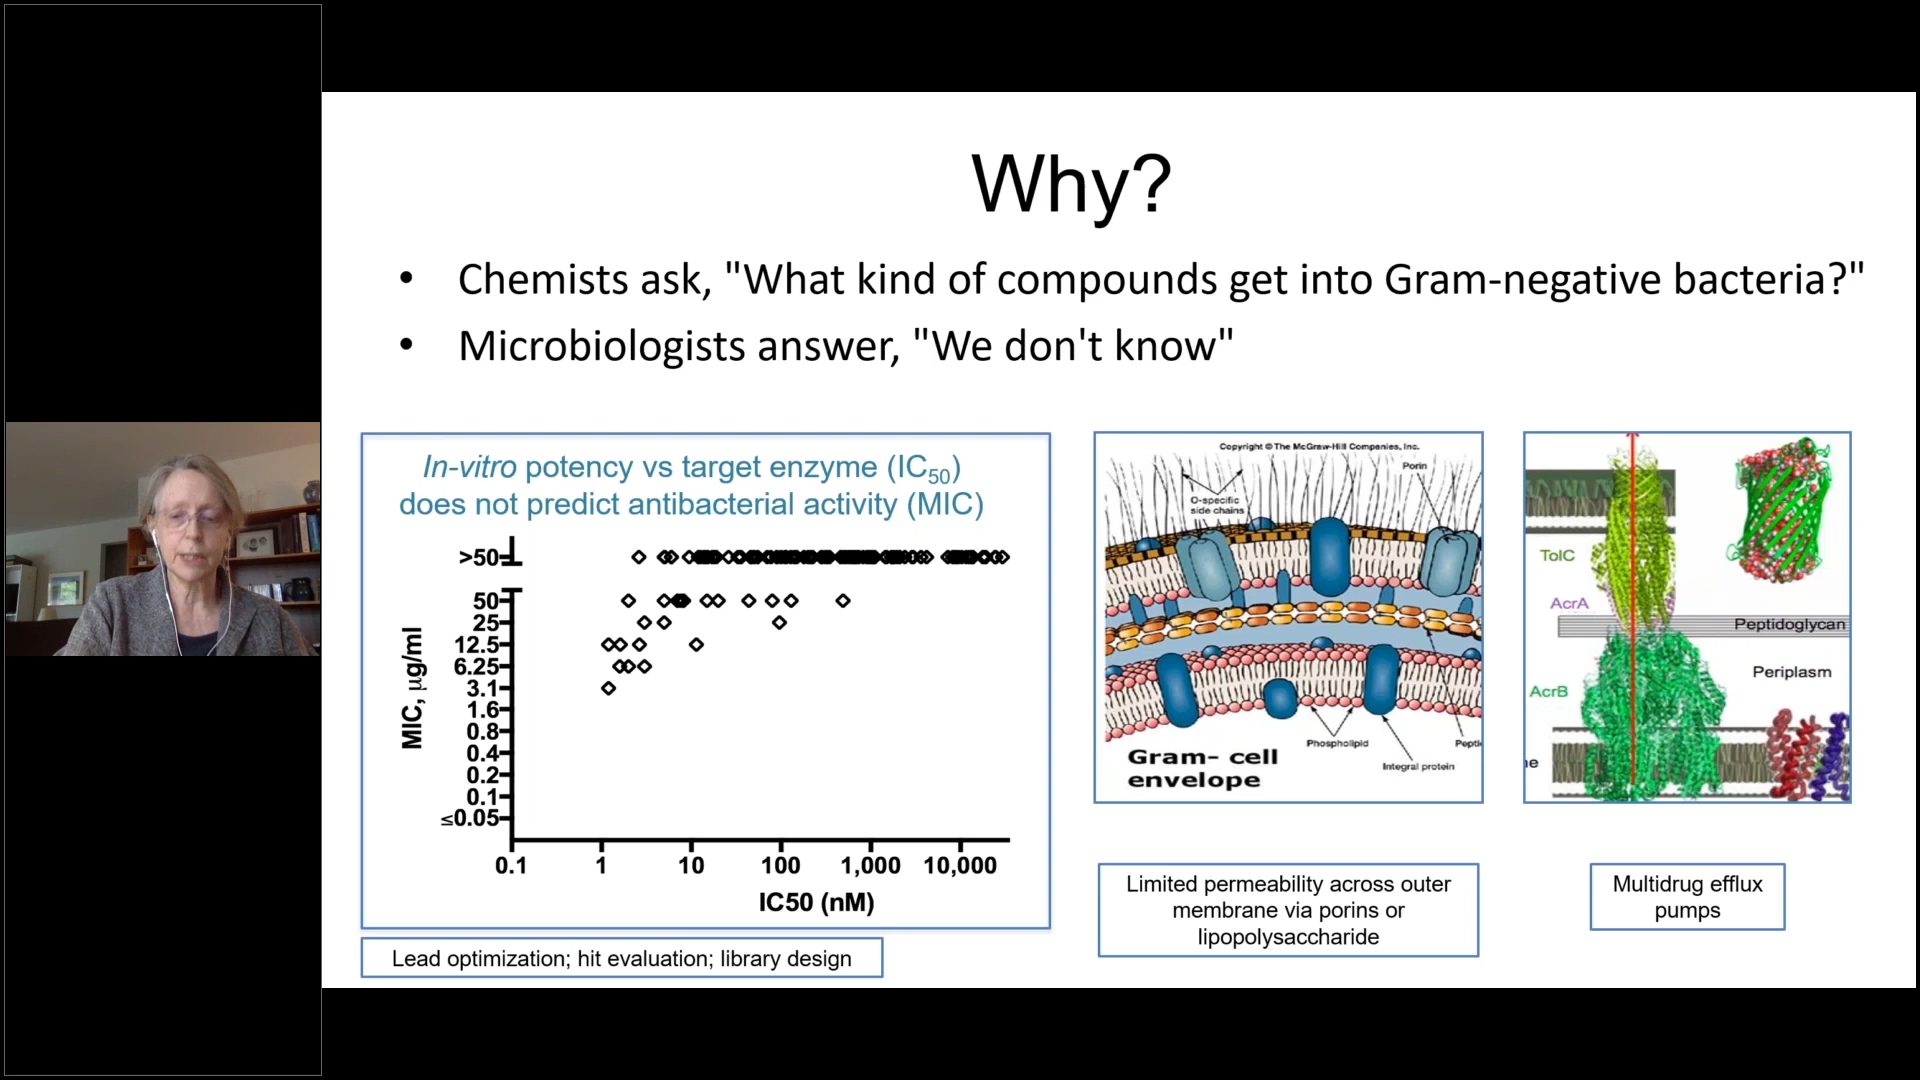 Why?
• Chemists ask, "What kind of compounds get into Gram-negative bacteria?"
• Microbiologists answer, "We don't know"
In-vitro potency vs target enzyme (IC50)
does not predict antibacterial activity (MIC)
>50
50
25
12.5
6.25
3.1
1.6
0.8
0.4
0.2
0.1
≤0.05
MIC, µg/ml
0.1 1 10 100 1,000 10,000
IC50 (nM)
Lead optimization; hit evaluation; library design
Copyright © The McGraw-Hill Companies, Inc.
Porin
O-specific
side chains
Phospholipid
Pepti
Integral protein
Gram- cell
envelope
Limited permeability across outer
membrane via porins or
lipopolysaccharide
TolC
AcrA
Peptidoglycan
Periplasm
AcrB
ne
Multidrug efflux
pumps